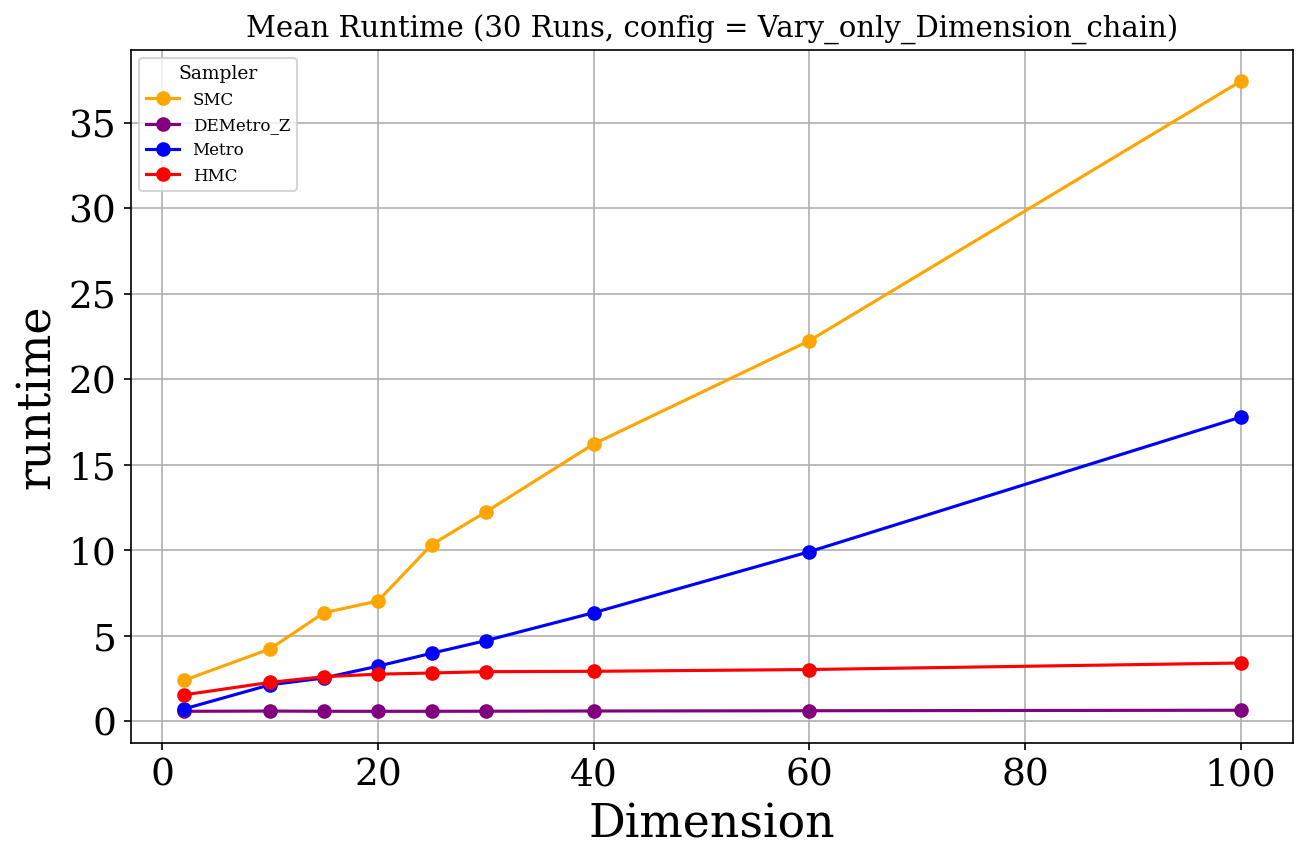 Mean Runtime (30 Runs, config = Vary_only_Dimension_chain)
Sampler
SMC
DEMetro_Z
Metro
HMC
35
30
25
20
15
10
5
0
runtime
0 20 40 60 80 100
Dimension